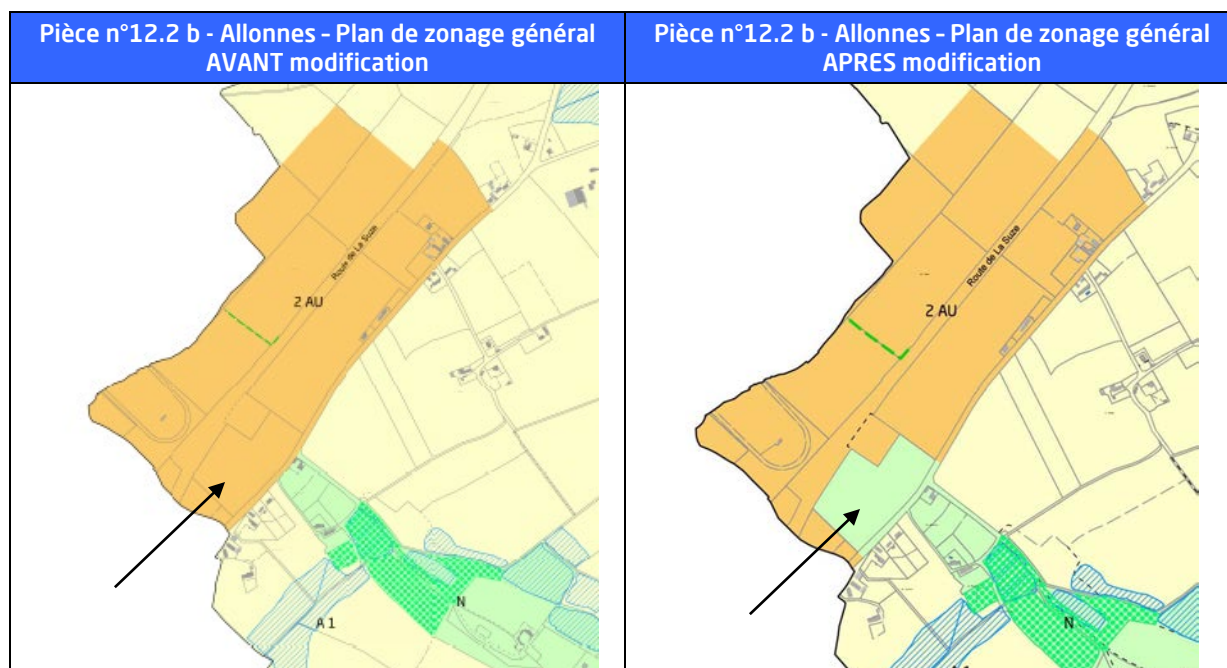 Pièce n°12.2 b - Allonnes – Plan de zonage général
AVANT modification
Pièce n°12.2 b - Allonnes – Plan de zonage général
APRES modification
Route de La Suze
2 AU
N
A 1
Route de La Suze
2 AU
N